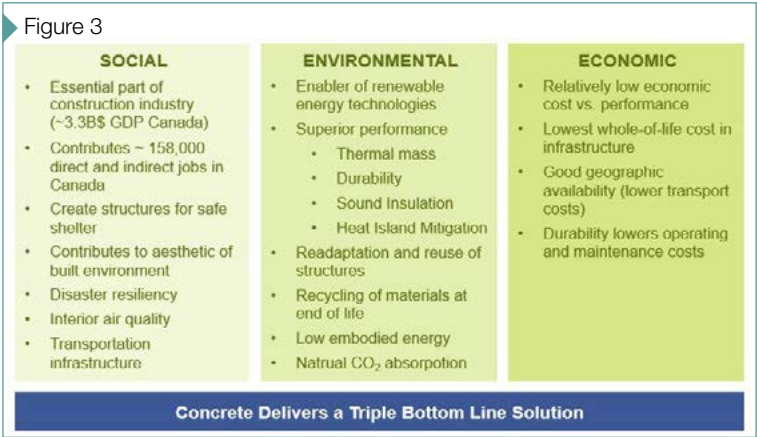 Figure 3
SOCIAL
• Essential part of
construction industry
(~3.3B$ GDP Canada)
• Contributes ~ 158,000
direct and indirect jobs in
Canada
• Create structures for safe
shelter
• Contributes to aesthetic of
built environment
• Disaster resiliency
• Interior air quality
• Transportation
infrastructure
ENVIRONMENTAL
• Enabler of renewable
energy technologies
• Superior performance
• Thermal mass
• Durability
• Sound Insulation
• Heat Island Mitigation
• Readaptation and reuse of
structures
• Recycling of materials at
end of life
• Low embodied energy
• Natrual CO₂ absorpotion
ECONOMIC
• Relatively low economic
cost vs. performance
• Lowest whole-of-life cost in
infrastructure
• Good geographic
availability (lower transport
costs)
• Durability lowers operating
and maintenance costs
Concrete Delivers a Triple Bottom Line Solution